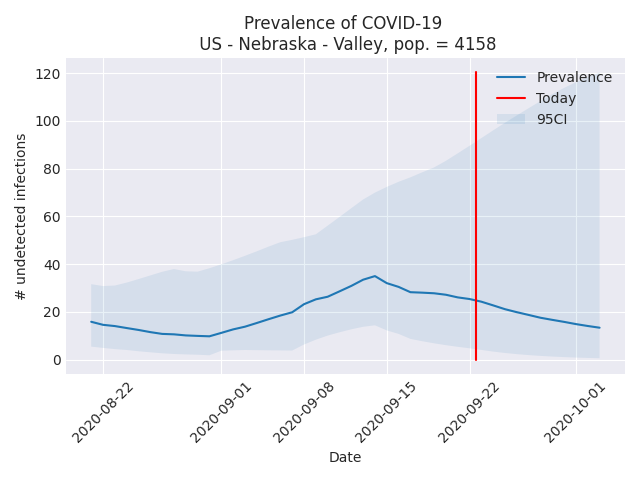 Prevalence of COVID-19
US - Nebraska - Valley, pop. = 4158
Prevalence
Today
95CI
# undetected infections
120
100
80
60
40
20
0
2020-08-22
2020-09-01
2020-09-08
2020-09-15
2020-09-22
2020-10-01
Date